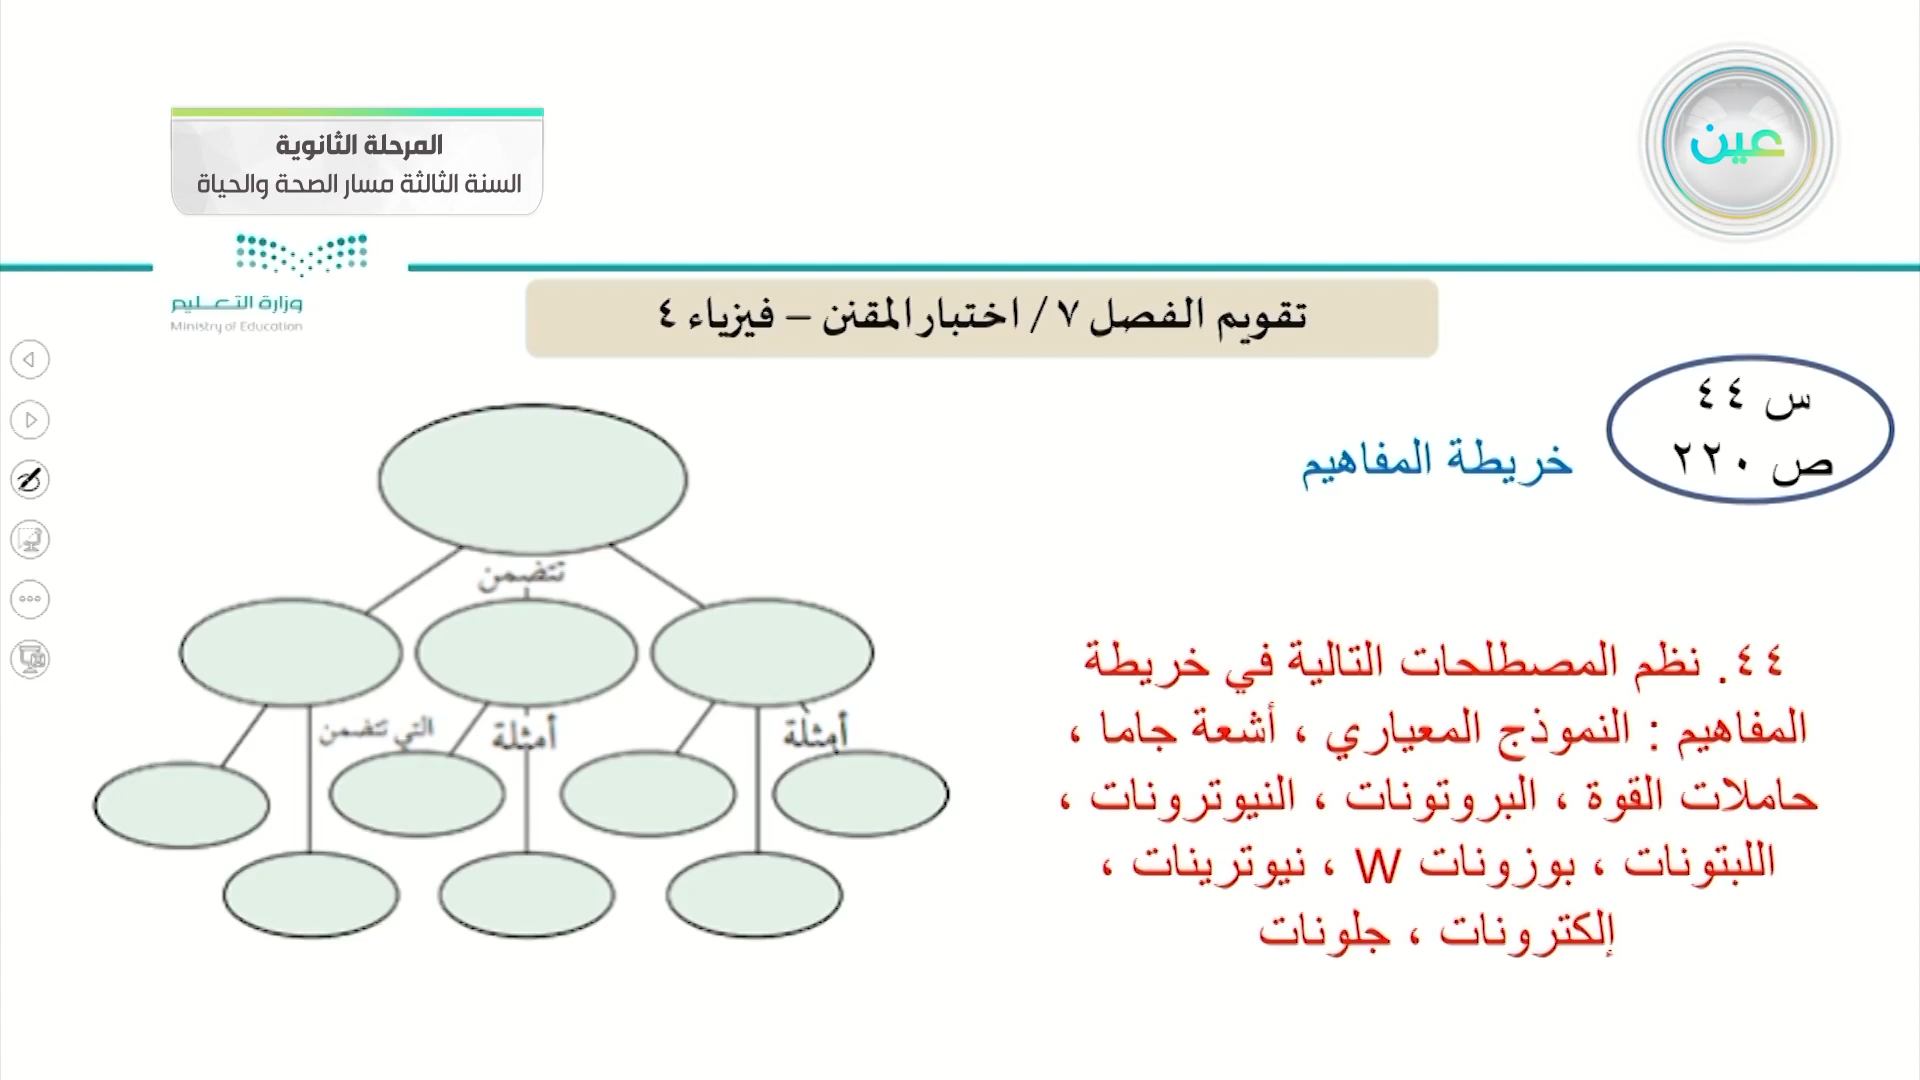 عين
المرحلة الثانوية
السنة الثالثة مسار الصحة والحياة
وزارة التعليم
Ministry of Education
تقويم الفصل ٧ / اختبار المقنن – فيزياء ٤
س ٤٤
ص ٢٢٠
خريطة المفاهيم
٤٤. نظم المصطلحات التالية في خريطة
المفاهيم : النموذج المعياري ، أشعة جاما ،
حاملات القوة ، البروتونات ، النيوترونات ،
اللبتونات ، بوزونات W ، نيوترينات ،
إلكترونات ، جلونات
تتضمن
أمثلة
أمثلة
التي تتضمن